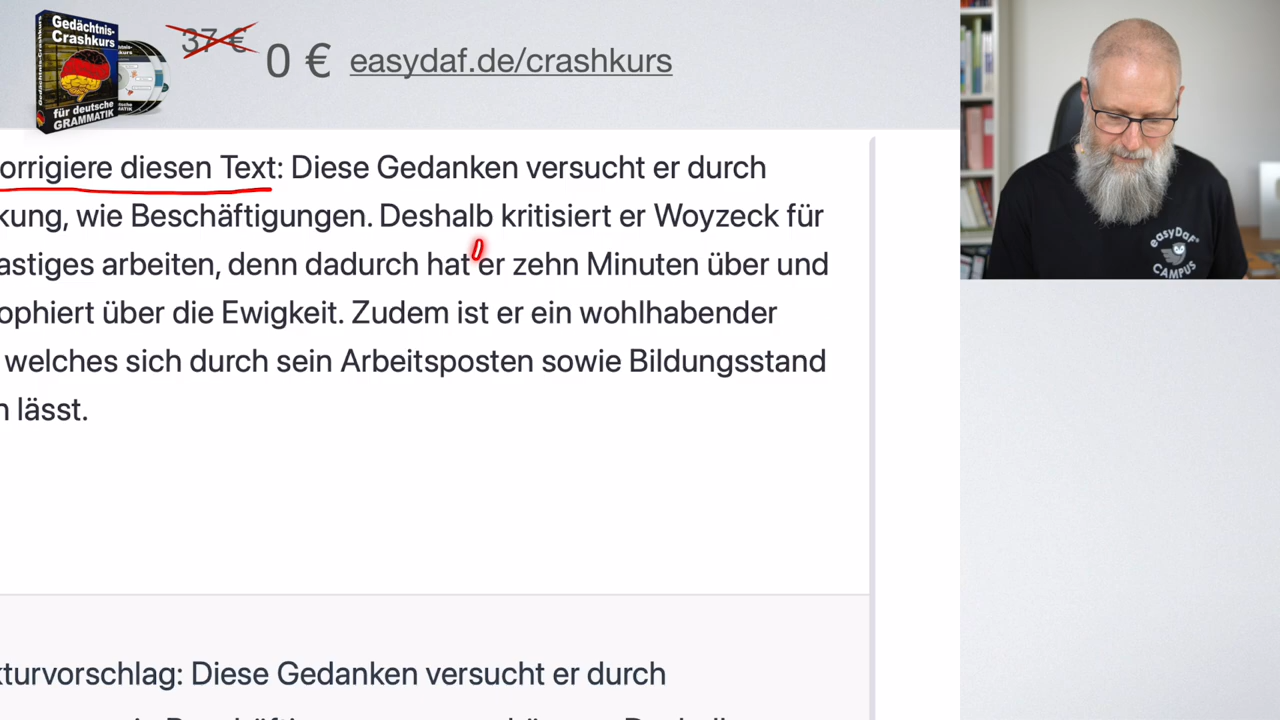 Gedächtnis-
Crashkurs
für deutsche
GRAMMATIK
37 €
0 € easydaf.de/crashkurs
orrigiere diesen Text: Diese Gedanken versucht er durch
kung, wie Beschäftigungen. Deshalb kritisiert er Woyzeck für
astiges arbeiten, denn dadurch hat er zehn Minuten über und
ophiert über die Ewigkeit. Zudem ist er ein wohlhabender
welches sich durch sein Arbeitsposten sowie Bildungsstand
n lässt.
easyDaF
CAMPUS
kturvorschlag: Diese Gedanken versucht er durch